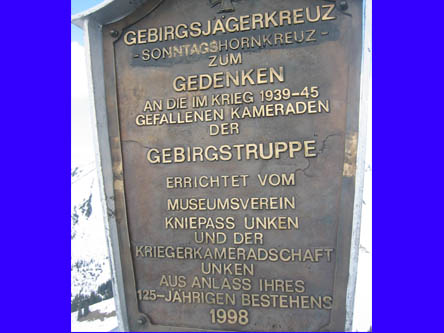 GEBIRGSJÄGERKREUZ
-SONNTAGSHORNKREUZ-
ZUM
GEDENKEN
AN DIE IM KRIEG 1939-45
GEFALLENEN KAMERADEN
DER
GEBIRGSTRUPPE
ERRICHTET VOM
MUSEUMSVEREIN
KNIEPASS UNKEN
UND DER
KRIEGERKAMERADSCHAFT
UNKEN
AUS ANLASS IHRES
125-JÄHRIGEN BESTEHENS
1998